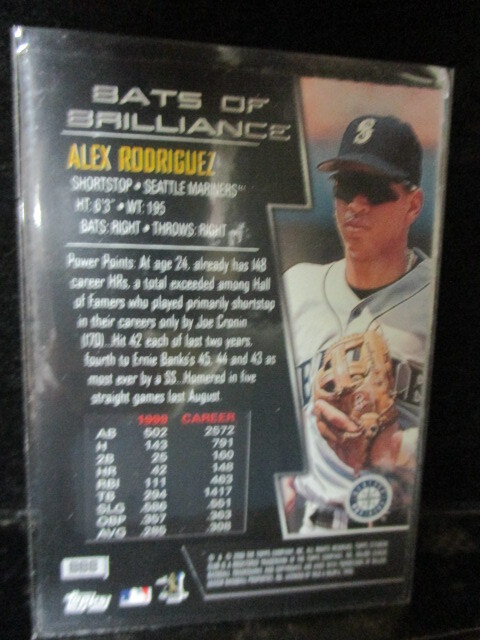 BATS OF
BRILLIANCE
ALEX RODRIGUEZ
SHORTSTOP • SEATTLE MARINERS™
HT: 6'3" • WT: 195
BATS: RIGHT • THROWS: RIGHT
Power Points: At age 24, already has 148
career HRs, a total exceeded among Hall
of Famers who played primarily shortstop
in their careers only by Joe Cronin
(170). Hit 42 each of last two years,
fourth to Ernie Banks's 45, 44 and 43 as
most ever by a SS. Homered in five
straight games last August.
1999 CAREER
AB 502 2572
H 143 791
2B 25 160
HR 42 148
RBI 111 463
TB 294 1417
SLG .586 .551
OBP .357 .363
AVG .285 .308
Topps
S